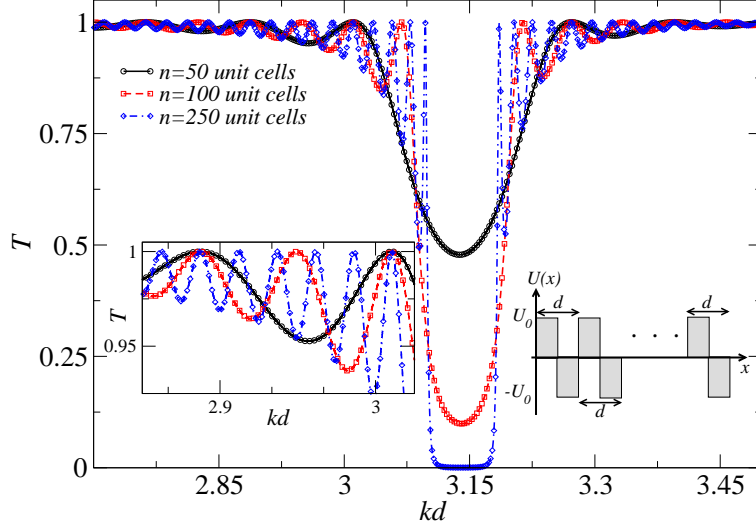 1
0.75
0.5
0.25
0
T
n=50 unit cells
n=100 unit cells
n=250 unit cells
1
0.95
T
2.9
3
kd
U(x)
d
d
U0
. . .
x
-U0
d
2.85
3
3.15
3.3
3.45
kd